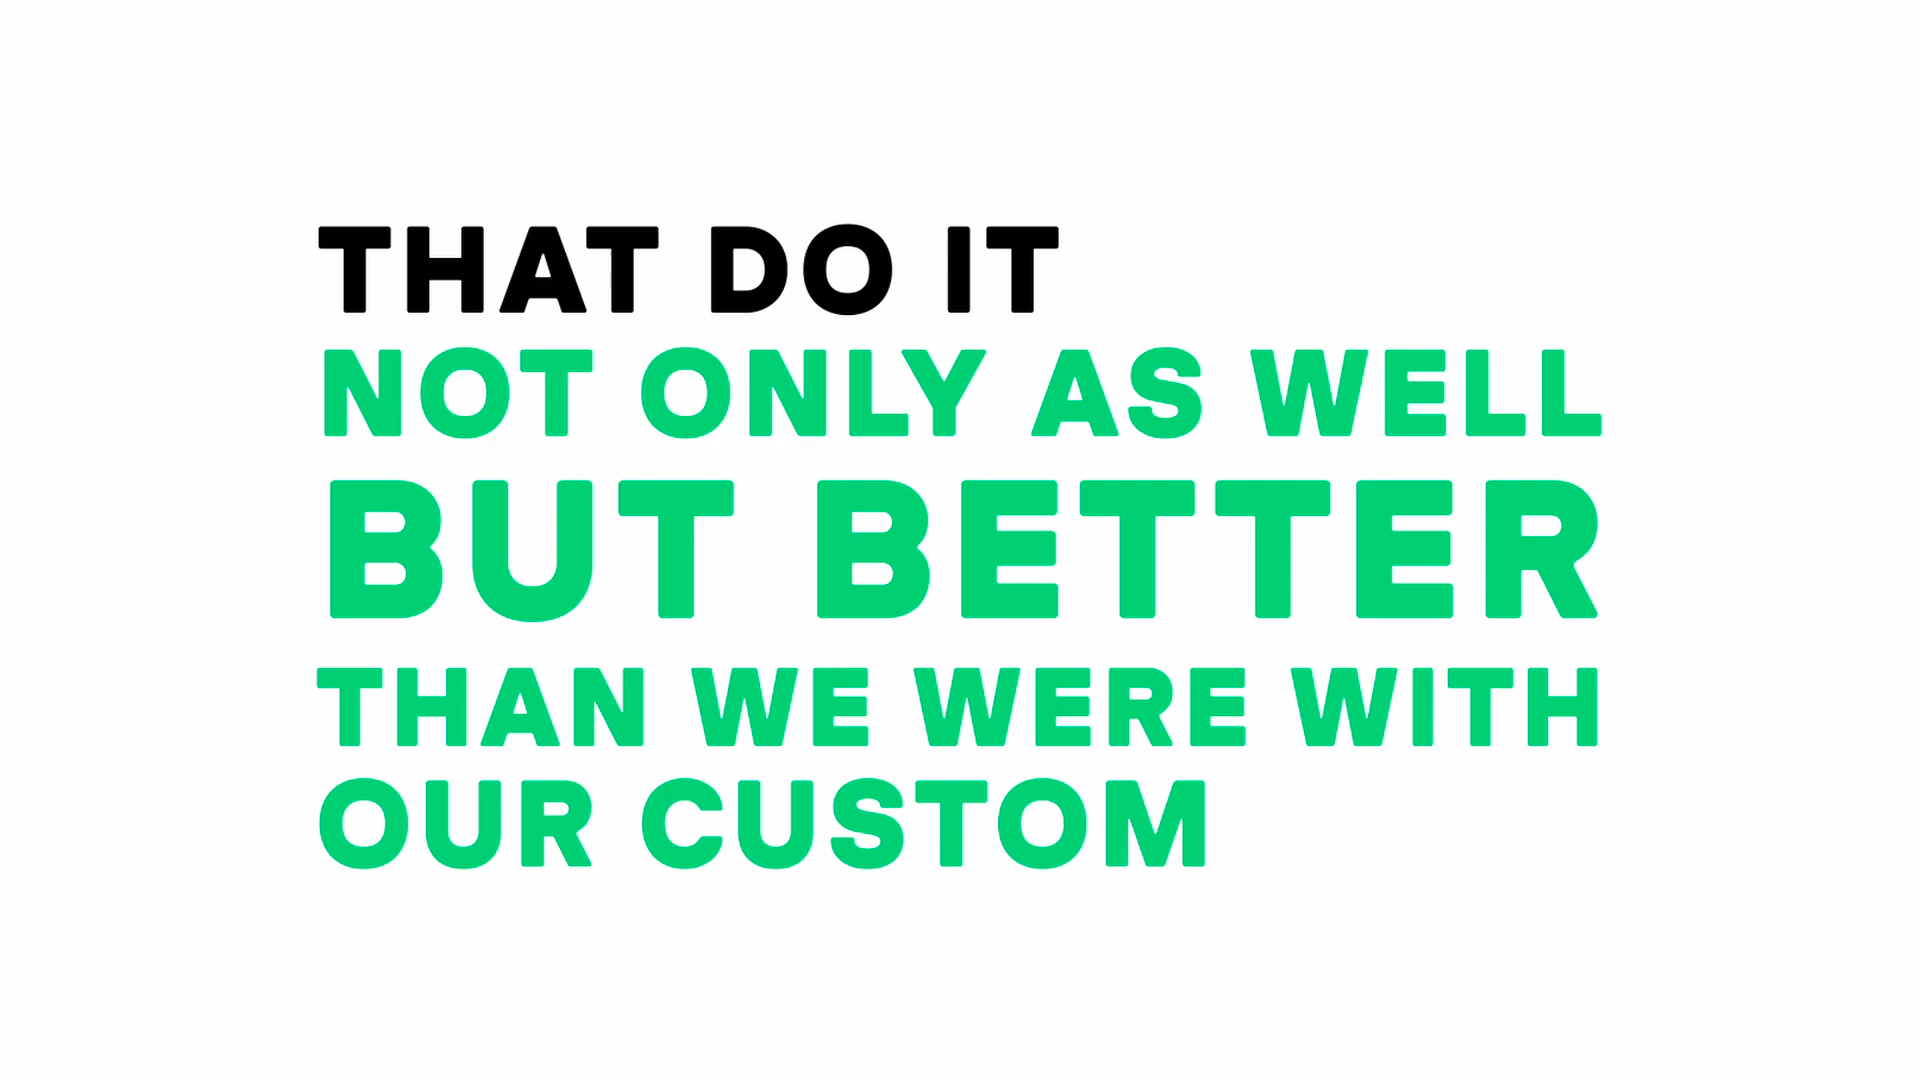 THAT DO IT
NOT ONLY AS WELL
BUT BETTER
THAN WE WERE WITH
OUR CUSTOM